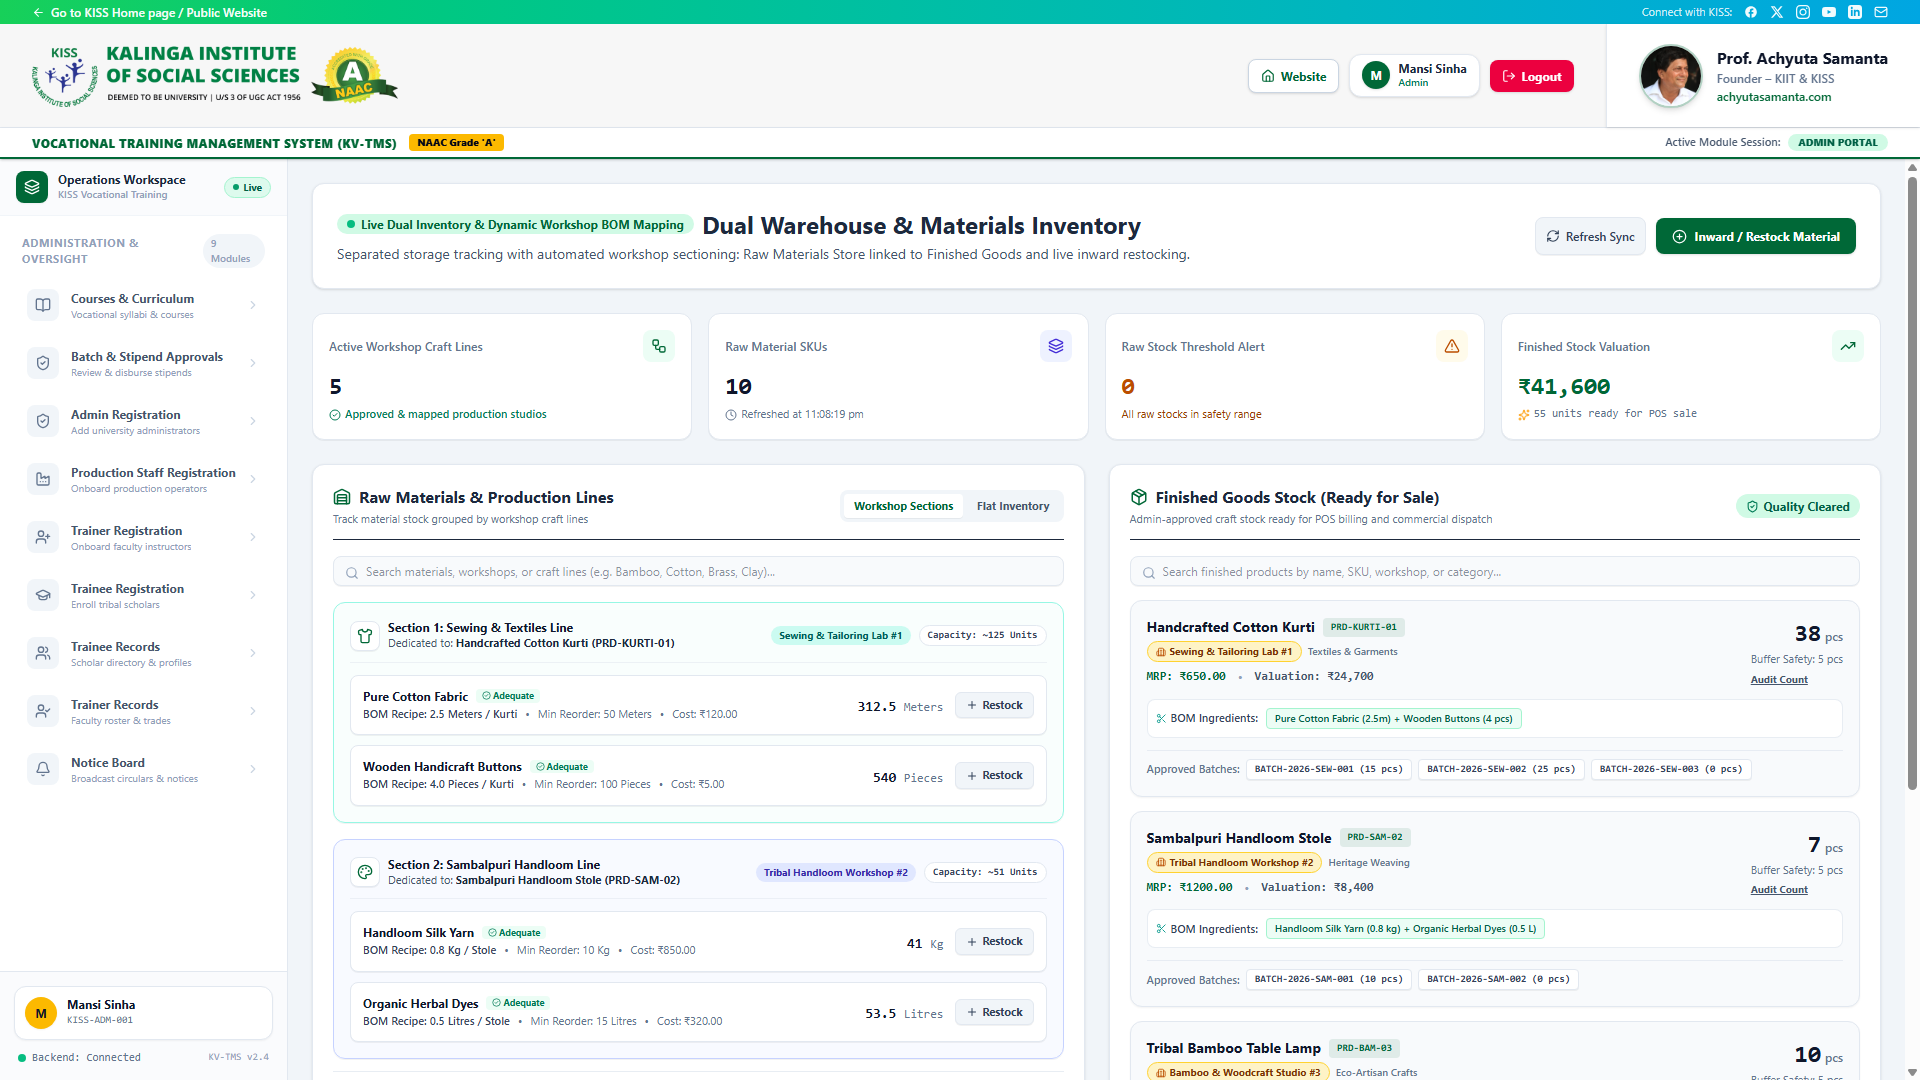 Go to KISS Home page / Public Website
Connect with KISS:
KISS
KALINGA INSTITUTE OF SOCIAL SCIENCES
KALINGA INSTITUTE
OF SOCIAL SCIENCES
DEEMED TO BE UNIVERSITY | U/S 3 OF UGC ACT 1956
A
NAAC
Website
M
Mansi Sinha
Admin
Logout
Prof. Achyuta Samanta
Founder – KIIT & KISS
achyutasamanta.com
VOCATIONAL TRAINING MANAGEMENT SYSTEM (KV-TMS)
NAAC Grade 'A'
Active Module Session:
ADMIN PORTAL
Operations Workspace
KISS Vocational Training
Live
ADMINISTRATION &
OVERSIGHT
9
Modules
Courses & Curriculum
Vocational syllabi & courses
Batch & Stipend Approvals
Review & disburse stipends
Admin Registration
Add university administrators
Production Staff Registration
Onboard production operators
Trainer Registration
Onboard faculty instructors
Trainee Registration
Enroll tribal scholars
Trainee Records
Scholar directory & profiles
Trainer Records
Faculty roster & trades
Notice Board
Broadcast circulars & notices
M
Mansi Sinha
KISS-ADM-001
Backend: Connected
KV-TMS v2.4
Live Dual Inventory & Dynamic Workshop BOM Mapping
Dual Warehouse & Materials Inventory
Separated storage tracking with automated workshop sectioning: Raw Materials Store linked to Finished Goods and live inward restocking.
Refresh Sync
Inward / Restock Material
Active Workshop Craft Lines
5
Approved & mapped production studios
Raw Material SKUs
10
Refreshed at 11:08:19 pm
Raw Stock Threshold Alert
0
All raw stocks in safety range
Finished Stock Valuation
₹41,600
55 units ready for POS sale
Raw Materials & Production Lines
Track material stock grouped by workshop craft lines
Workshop Sections
Flat Inventory
Search materials, workshops, or craft lines (e.g. Bamboo, Cotton, Brass, Clay)...
Section 1: Sewing & Textiles Line
Dedicated to: Handcrafted Cotton Kurti (PRD-KURTI-01)
Sewing & Tailoring Lab #1
Capacity: ~125 Units
Pure Cotton Fabric
Adequate
BOM Recipe: 2.5 Meters / Kurti • Min Reorder: 50 Meters • Cost: ₹120.00
312.5 Meters
Restock
Wooden Handicraft Buttons
Adequate
BOM Recipe: 4.0 Pieces / Kurti • Min Reorder: 100 Pieces • Cost: ₹5.00
540 Pieces
Restock
Section 2: Sambalpuri Handloom Line
Dedicated to: Sambalpuri Handloom Stole (PRD-SAM-02)
Tribal Handloom Workshop #2
Capacity: ~51 Units
Handloom Silk Yarn
Adequate
BOM Recipe: 0.8 Kg / Stole • Min Reorder: 10 Kg • Cost: ₹850.00
41 Kg
Restock
Organic Herbal Dyes
Adequate
BOM Recipe: 0.5 Litres / Stole • Min Reorder: 15 Litres • Cost: ₹320.00
53.5 Litres
Restock
Finished Goods Stock (Ready for Sale)
Admin-approved craft stock ready for POS billing and commercial dispatch
Quality Cleared
Search finished products by name, SKU, workshop, or category...
Handcrafted Cotton Kurti
PRD-KURTI-01
Sewing & Tailoring Lab #1
Textiles & Garments
MRP: ₹650.00 • Valuation: ₹24,700
38 pcs
Buffer Safety: 5 pcs
Audit Count
BOM Ingredients:
Pure Cotton Fabric (2.5m) + Wooden Buttons (4 pcs)
Approved Batches:
BATCH-2026-SEW-001 (15 pcs)
BATCH-2026-SEW-002 (25 pcs)
BATCH-2026-SEW-003 (0 pcs)
Sambalpuri Handloom Stole
PRD-SAM-02
Tribal Handloom Workshop #2
Heritage Weaving
MRP: ₹1200.00 • Valuation: ₹8,400
7 pcs
Buffer Safety: 5 pcs
Audit Count
BOM Ingredients:
Handloom Silk Yarn (0.8 kg) + Organic Herbal Dyes (0.5 L)
Approved Batches:
BATCH-2026-SAM-001 (10 pcs)
BATCH-2026-SAM-002 (0 pcs)
Tribal Bamboo Table Lamp
PRD-BAM-03
Bamboo & Woodcraft Studio #3
Eco-Artisan Crafts
10 pcs
Buffer Safety: 5 pcs